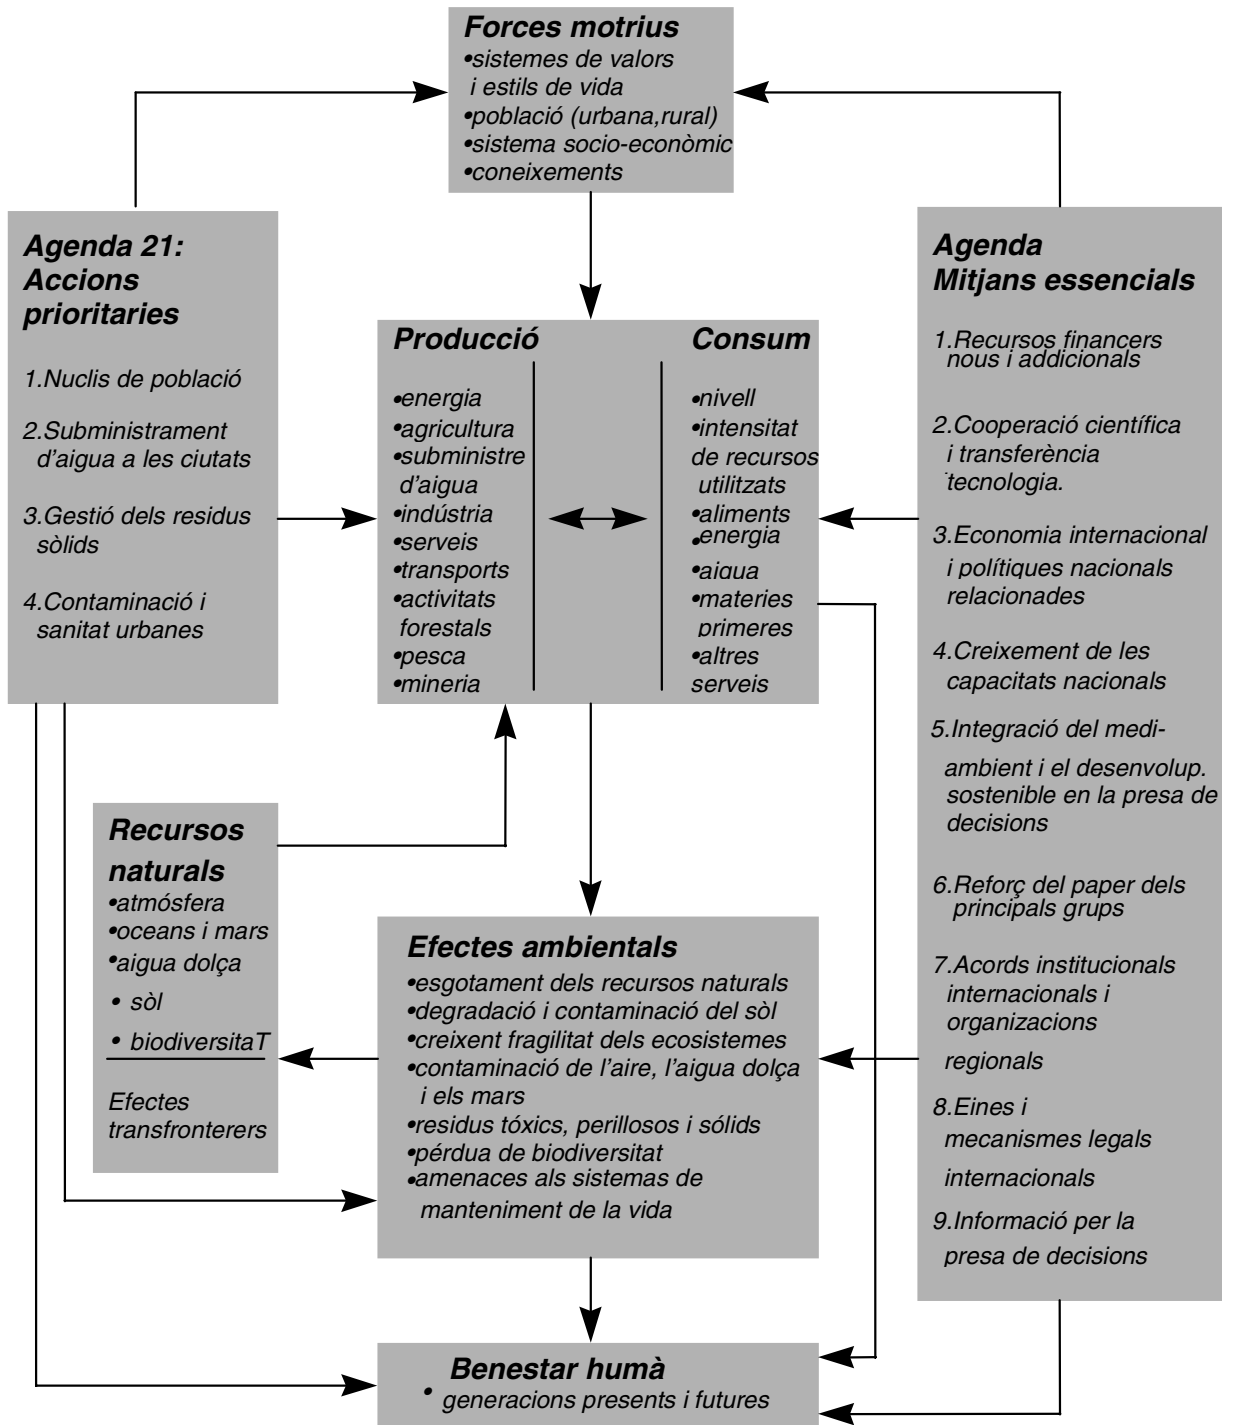 Forces motrius
•sistemes de valors
i estils de vida
•població (urbana,rural)
•sistema socio-econòmic
•coneixements
Agenda 21:
Accions
prioritaries
1.Nuclis de població
2.Subministrament
d'aigua a les ciutats
3.Gestió dels residus
sòlids
4.Contaminació i
sanitat urbanes
Producció
•energia
•agricultura
•subministre
d'aigua
•indústria
•serveis
•transports
•activitats
forestals
•pesca
•mineria
Consum
•nivell
•intensitat
de recursos
utilitzats
•aliments
•energia
•aigua
•materies
primeres
•altres
serveis
Agenda
Mitjans essencials
1.Recursos financers
nous i addicionals
2.Cooperació científica
i transferència
tecnologia.
3.Economia internacional
i polítiques nacionals
relacionades
4.Creixement de les
capacitats nacionals
5.Integració del medi-
ambient i el desenvolup.
sostenible en la presa de
decisions
6.Reforç del paper dels
principals grups
7.Acords institucionals
internacionals i
organizacions
regionals
8.Eines i
mecanismes legals
internacionals
9.Informació per la
presa de decisions
Recursos
naturals
•atmósfera
•oceans i mars
•aigua dolça
• sòl
• biodiversitaT
Efectes
transfronterers
Efectes ambientals
•esgotament dels recursos naturals
•degradació i contaminació del sòl
•creixent fragilitat dels ecosistemes
•contaminació de l'aire, l'aigua dolça
i els mars
•residus tóxics, perillosos i sólids
•pérdua de biodiversitat
•amenaces als sistemas de
manteniment de la vida
Benestar humà
• generacions presents i futures